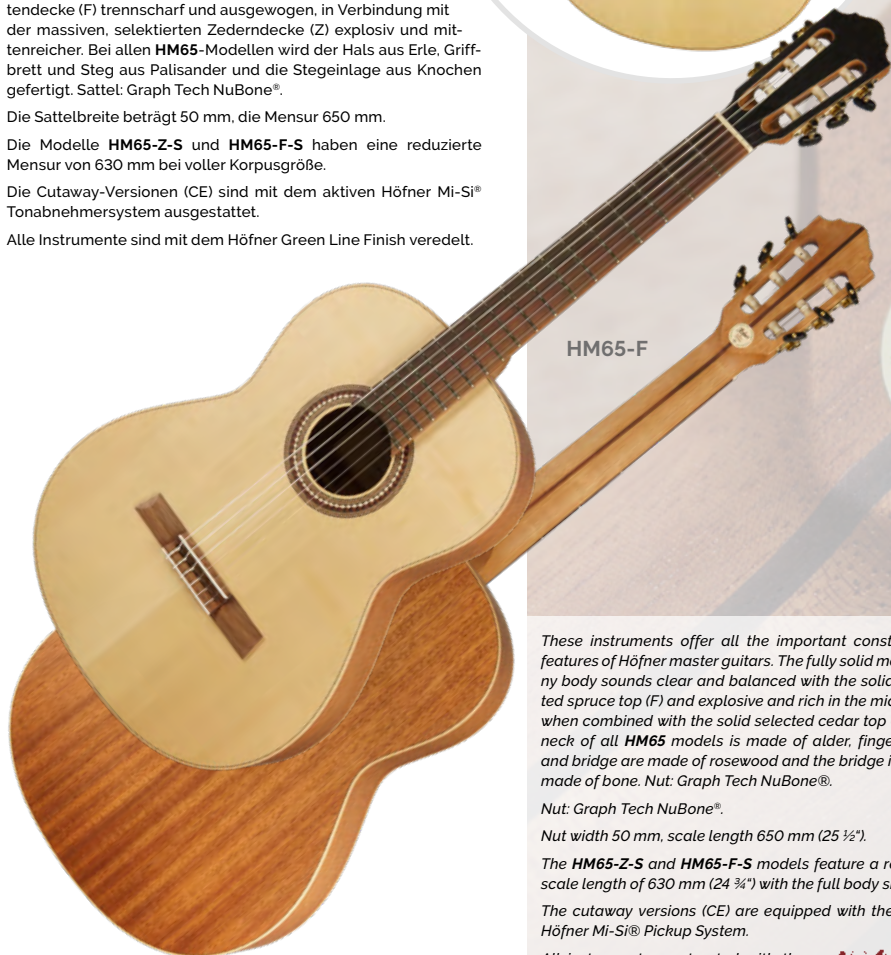 tendecke (F) trennscharf und ausgewogen, in Verbindung mit
der massiven, selektierten Zederndecke (Z) explosiv und mit-
tenreicher. Bei allen HM65-Modellen wird der Hals aus Erle, Griff-
brett und Steg aus Palisander und die Stegeinlage aus Knochen
gefertigt. Sattel: Graph Tech NuBone®.
Die Sattelbreite beträgt 50 mm, die Mensur 650 mm.
Die Modelle HM65-Z-S und HM65-F-S haben eine reduzierte
Mensur von 630 mm bei voller Korpusgröße.
Die Cutaway-Versionen (CE) sind mit dem aktiven Höfner Mi-Si®
Tonabnehmersystem ausgestattet.
Alle Instrumente sind mit dem Höfner Green Line Finish veredelt.
HM65-F
These instruments offer all the important const
features of Höfner master guitars. The fully solid m
ny body sounds clear and balanced with the solid
ted spruce top (F) and explosive and rich in the mi
when combined with the solid selected cedar top
neck of all HM65 models is made of alder, finge
and bridge are made of rosewood and the bridge i
made of bone. Nut: Graph Tech NuBone®.
Nut: Graph Tech NuBone®.
Nut width 50 mm, scale length 650 mm (25 ½“).
The HM65-Z-S and HM65-F-S models feature a r
scale length of 630 mm (24 ¾“) with the full body s
The cutaway versions (CE) are equipped with the
Höfner Mi-Si® Pickup System.